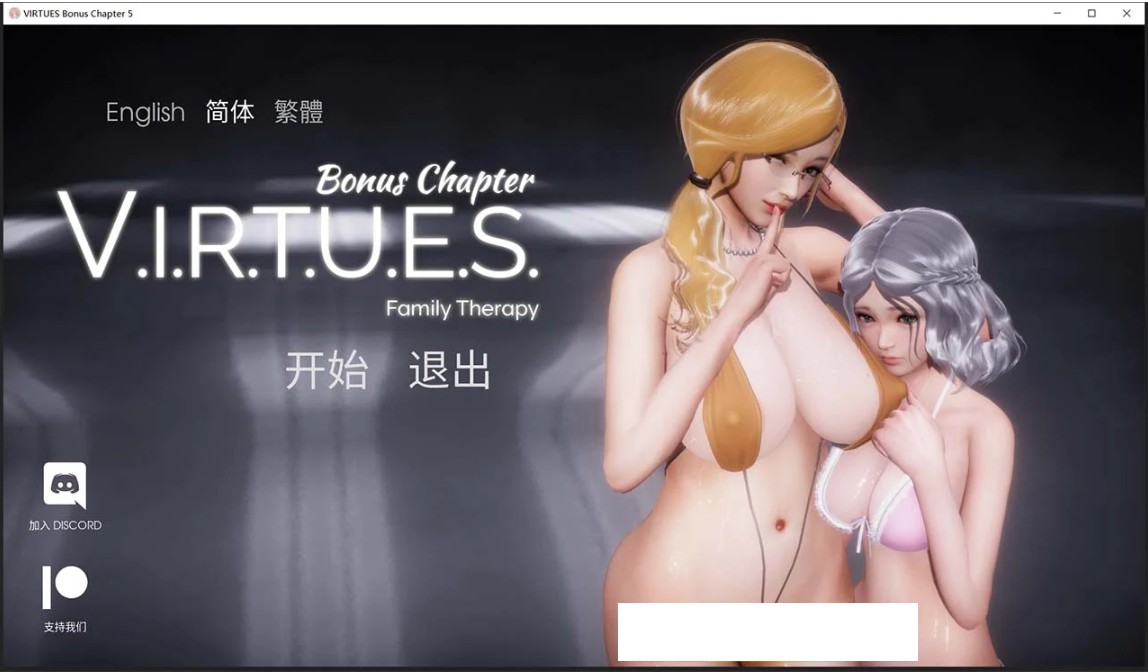 VIRTUES Bonus Chapter 5
English 简体 繁體
Bonus Chapter
V.I.R.T.U.E.S.
Family Therapy
开始 退出
加入 DISCORD
支持我们